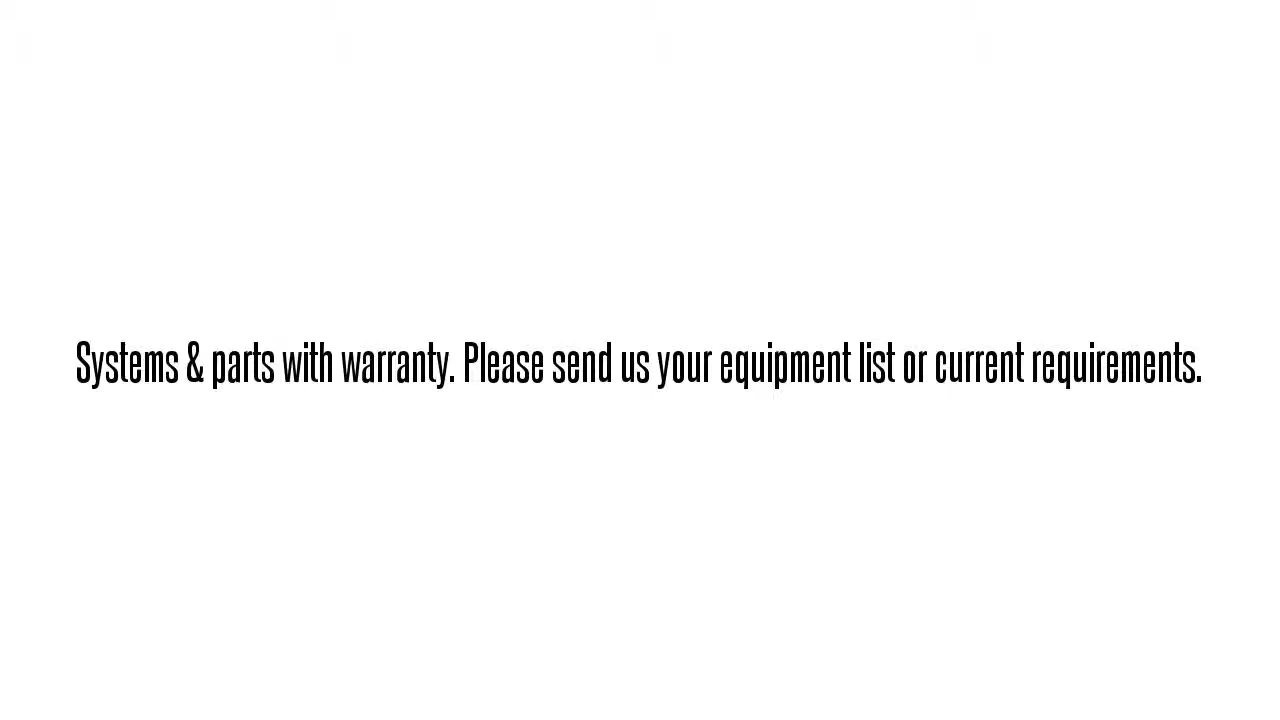 Systems & parts with warranty. Please send us your equipment list or current requirements.